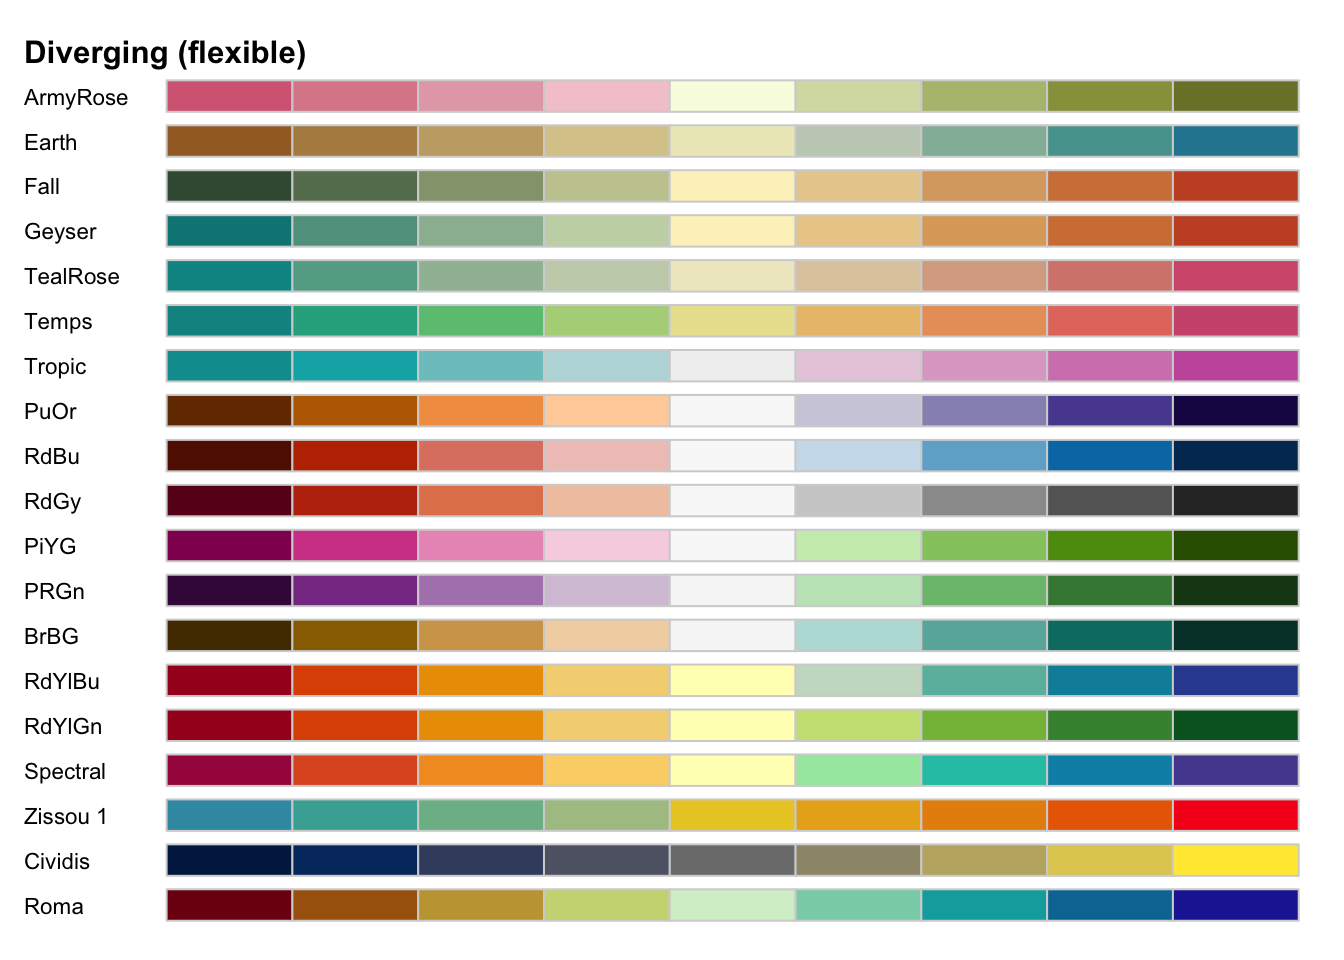 Diverging (flexible)
ArmyRose
Earth
Fall
Geyser
TealRose
Temps
Tropic
PuOr
RdBu
RdGy
PiYG
PRGn
BrBG
RdYlBu
RdYlGn
Spectral
Zissou 1
Cividis
Roma